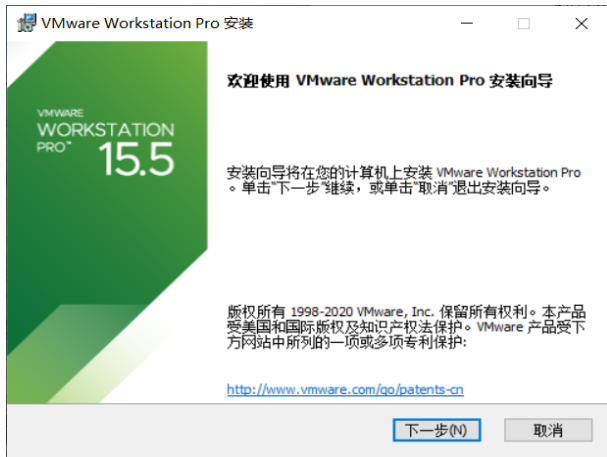 VMware Workstation Pro 安装
VMWARE
WORKSTATION
PRO™ 15.5
欢迎使用 VMware Workstation Pro 安装向导
安装向导将在您的计算机上安装 VMware Workstation Pro
。单击"下一步"继续，或单击"取消"退出安装向导。
版权所有 1998-2020 VMware, Inc. 保留所有权利。本产品
受美国和国际版权及知识产权法保护。VMware 产品受下
方网站中所列的一项或多项专利保护:
http://www.vmware.com/go/patents-cn
下一步(N)
取消